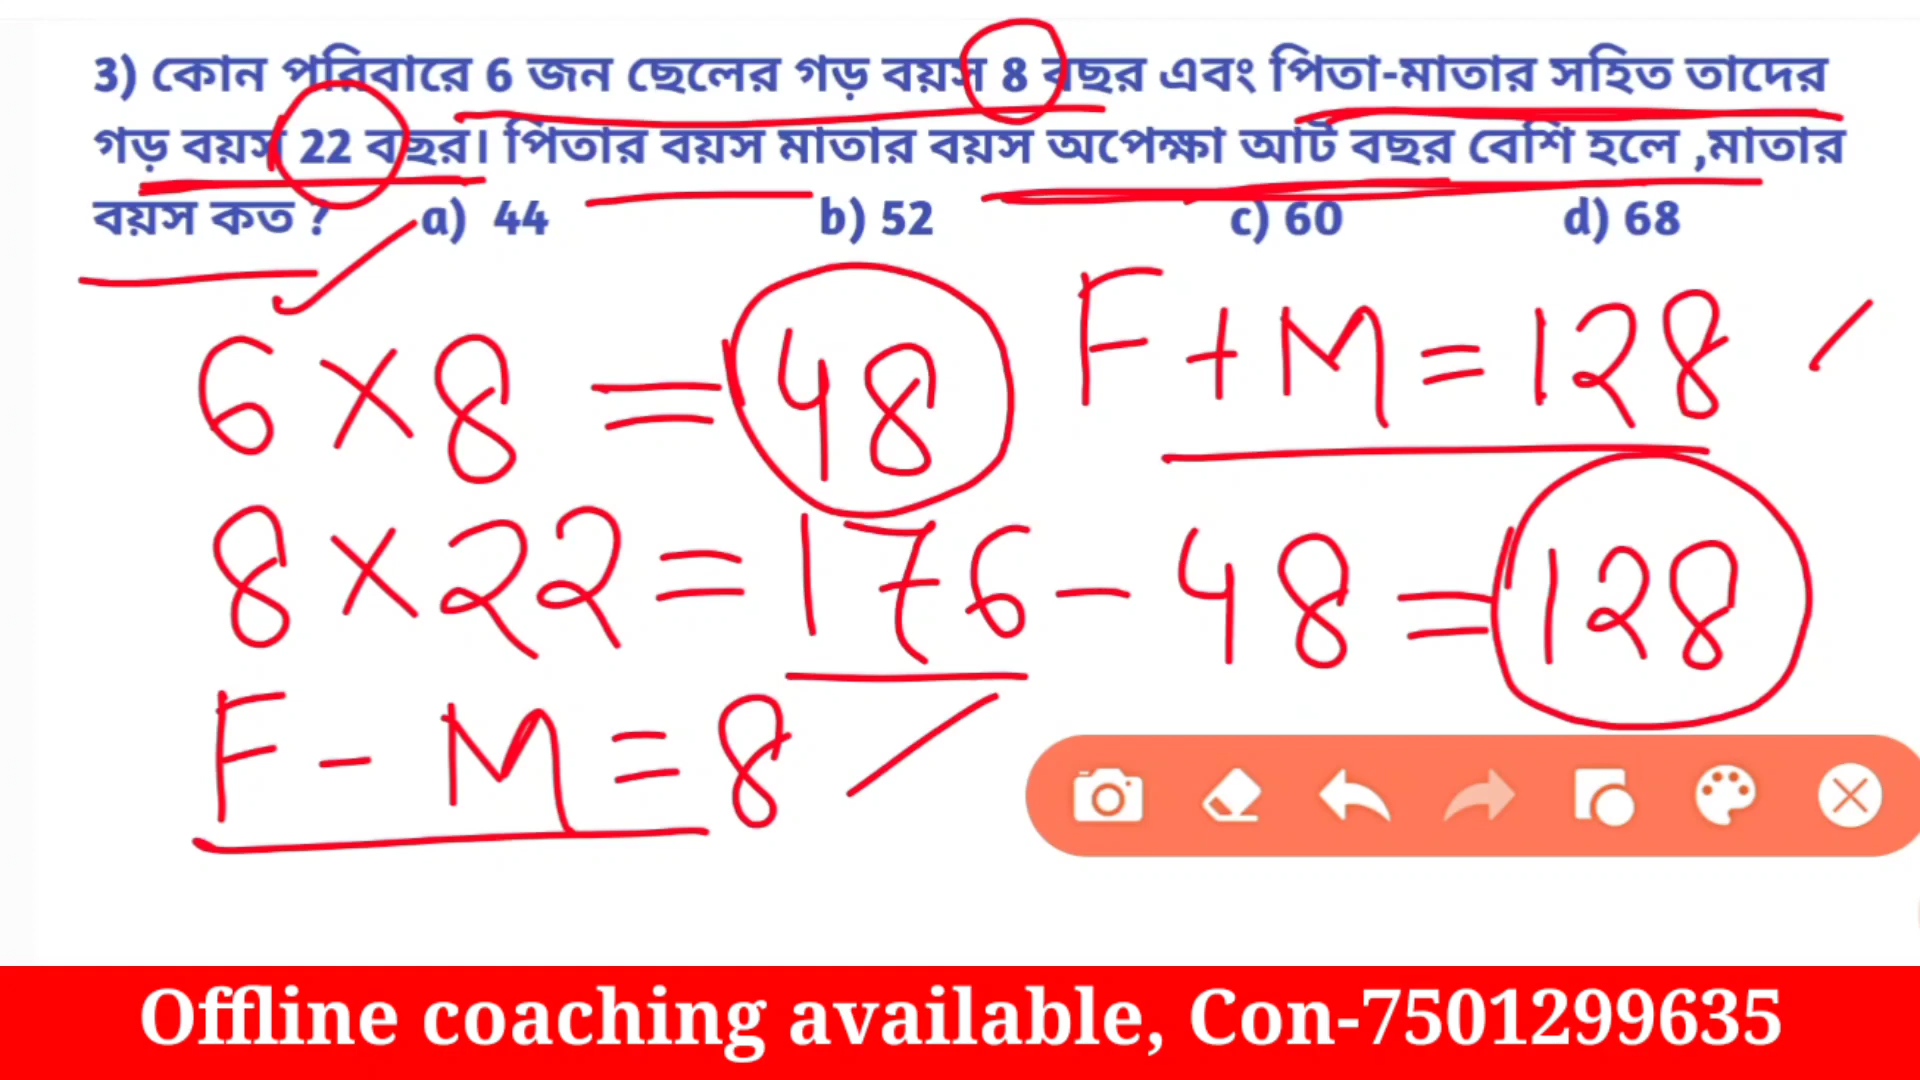 3) কোন পরিবারে 6 জন ছেলের গড় বয়স 8 বছর এবং পিতা-মাতার সহিত তাদের
গড় বয়স 22 বছর। পিতার বয়স মাতার বয়স অপেক্ষা আট বছর বেশি হলে ,মাতার
বয়স কত ? a) 44 b) 52 c) 60 d) 68
6 × 8 = 48
F + M = 128
8 × 22 = 176 - 48 = 128
F - M = 8
Offline coaching available, Con-7501299635